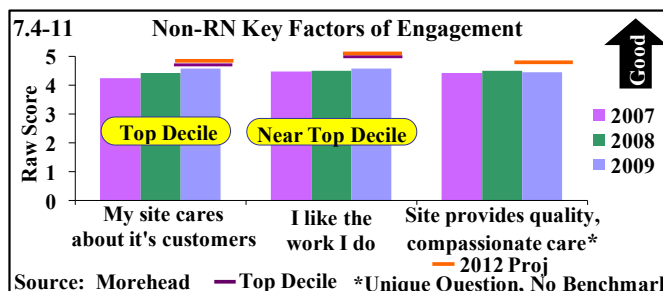 7.4-11 Non-RN Key Factors of Engagement
Good
5
4
3
2
1
0
Raw Score
Top Decile
Near Top Decile
2007
2008
2009
My site cares about it's customers
I like the work I do
Site provides quality, compassionate care*
2012 Proj
Source: Morehead
Top Decile
*Unique Question, No Benchmark